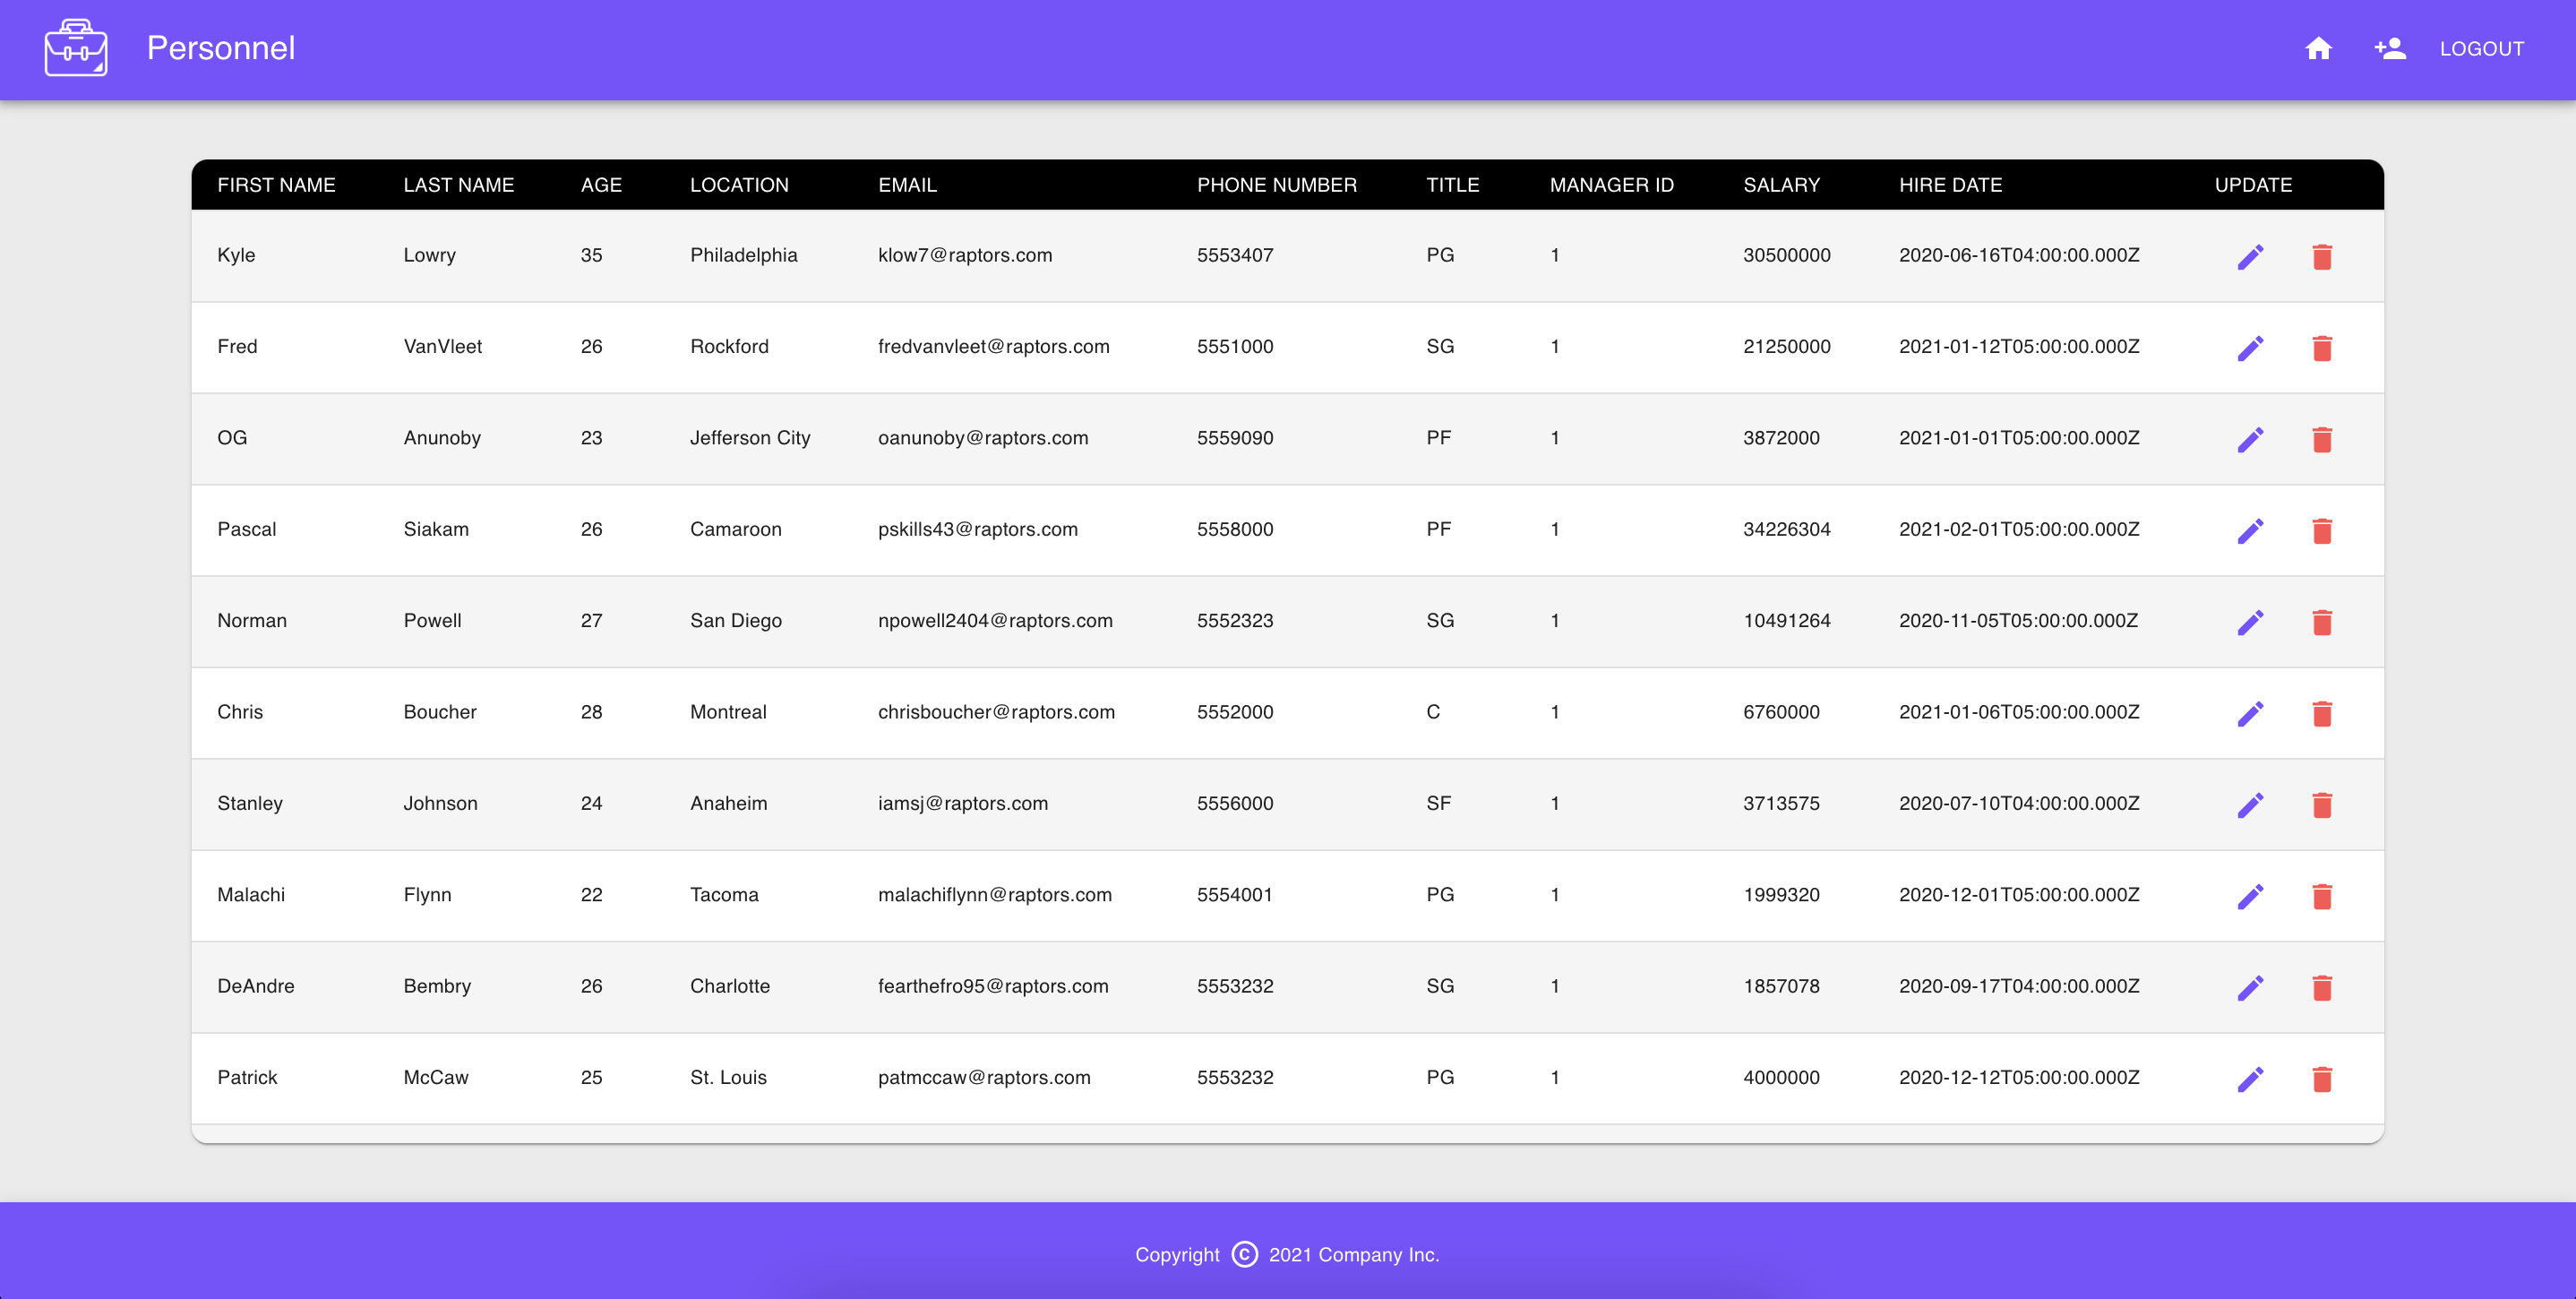 Personnel LOGOUT
FIRST NAME LAST NAME AGE LOCATION EMAIL PHONE NUMBER TITLE MANAGER ID SALARY HIRE DATE UPDATE
Kyle Lowry 35 Philadelphia klow7@raptors.com 5553407 PG 1 30500000 2020-06-16T04:00:00.000Z
Fred VanVleet 26 Rockford fredvanvleet@raptors.com 5551000 SG 1 21250000 2021-01-12T05:00:00.000Z
OG Anunoby 23 Jefferson City oanunoby@raptors.com 5559090 PF 1 3872000 2021-01-01T05:00:00.000Z
Pascal Siakam 26 Camaroon pskills43@raptors.com 5558000 PF 1 34226304 2021-02-01T05:00:00.000Z
Norman Powell 27 San Diego npowell2404@raptors.com 5552323 SG 1 10491264 2020-11-05T05:00:00.000Z
Chris Boucher 28 Montreal chrisboucher@raptors.com 5552000 C 1 6760000 2021-01-06T05:00:00.000Z
Stanley Johnson 24 Anaheim iamsj@raptors.com 5556000 SF 1 3713575 2020-07-10T04:00:00.000Z
Malachi Flynn 22 Tacoma malachiflynn@raptors.com 5554001 PG 1 1999320 2020-12-01T05:00:00.000Z
DeAndre Bembry 26 Charlotte fearthefro95@raptors.com 5553232 SG 1 1857078 2020-09-17T04:00:00.000Z
Patrick McCaw 25 St. Louis patmccaw@raptors.com 5553232 PG 1 4000000 2020-12-12T05:00:00.000Z
Copyright © 2021 Company Inc.